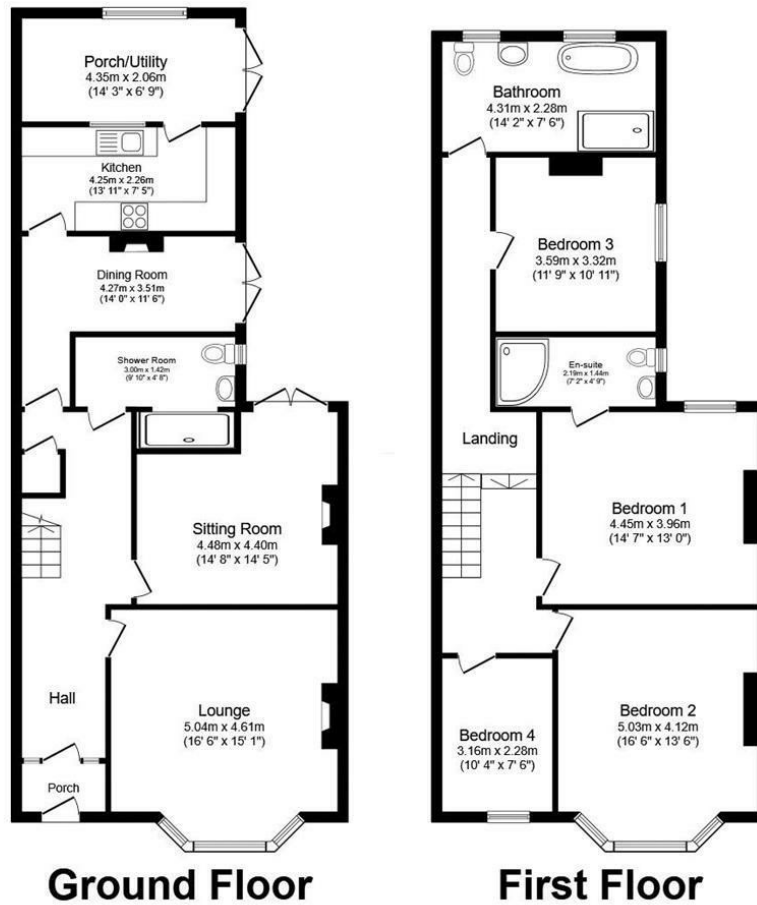 Porch/Utility
4.35m x 2.06m
(14' 3" x 6' 9")
Kitchen
4.25m x 2.26m
(13' 11" x 7' 5")
Dining Room
4.27m x 3.51m
(14' 0" x 11' 6")
Shower Room
3.00m x 1.42m
(9' 10" x 4' 8")
Sitting Room
4.48m x 4.40m
(14' 8" x 14' 5")
Hall
Lounge
5.04m x 4.61m
(16' 6" x 15' 1")
Porch
Ground Floor
Bathroom
4.31m x 2.28m
(14' 2" x 7' 6")
Bedroom 3
3.59m x 3.32m
(11' 9" x 10' 11")
En-suite
2.19m x 1.44m
(7' 2" x 4' 9")
Landing
Bedroom 1
4.45m x 3.96m
(14' 7" x 13' 0")
Bedroom 2
5.03m x 4.12m
(16' 6" x 13' 6")
Bedroom 4
3.16m x 2.28m
(10' 4" x 7' 6")
First Floor